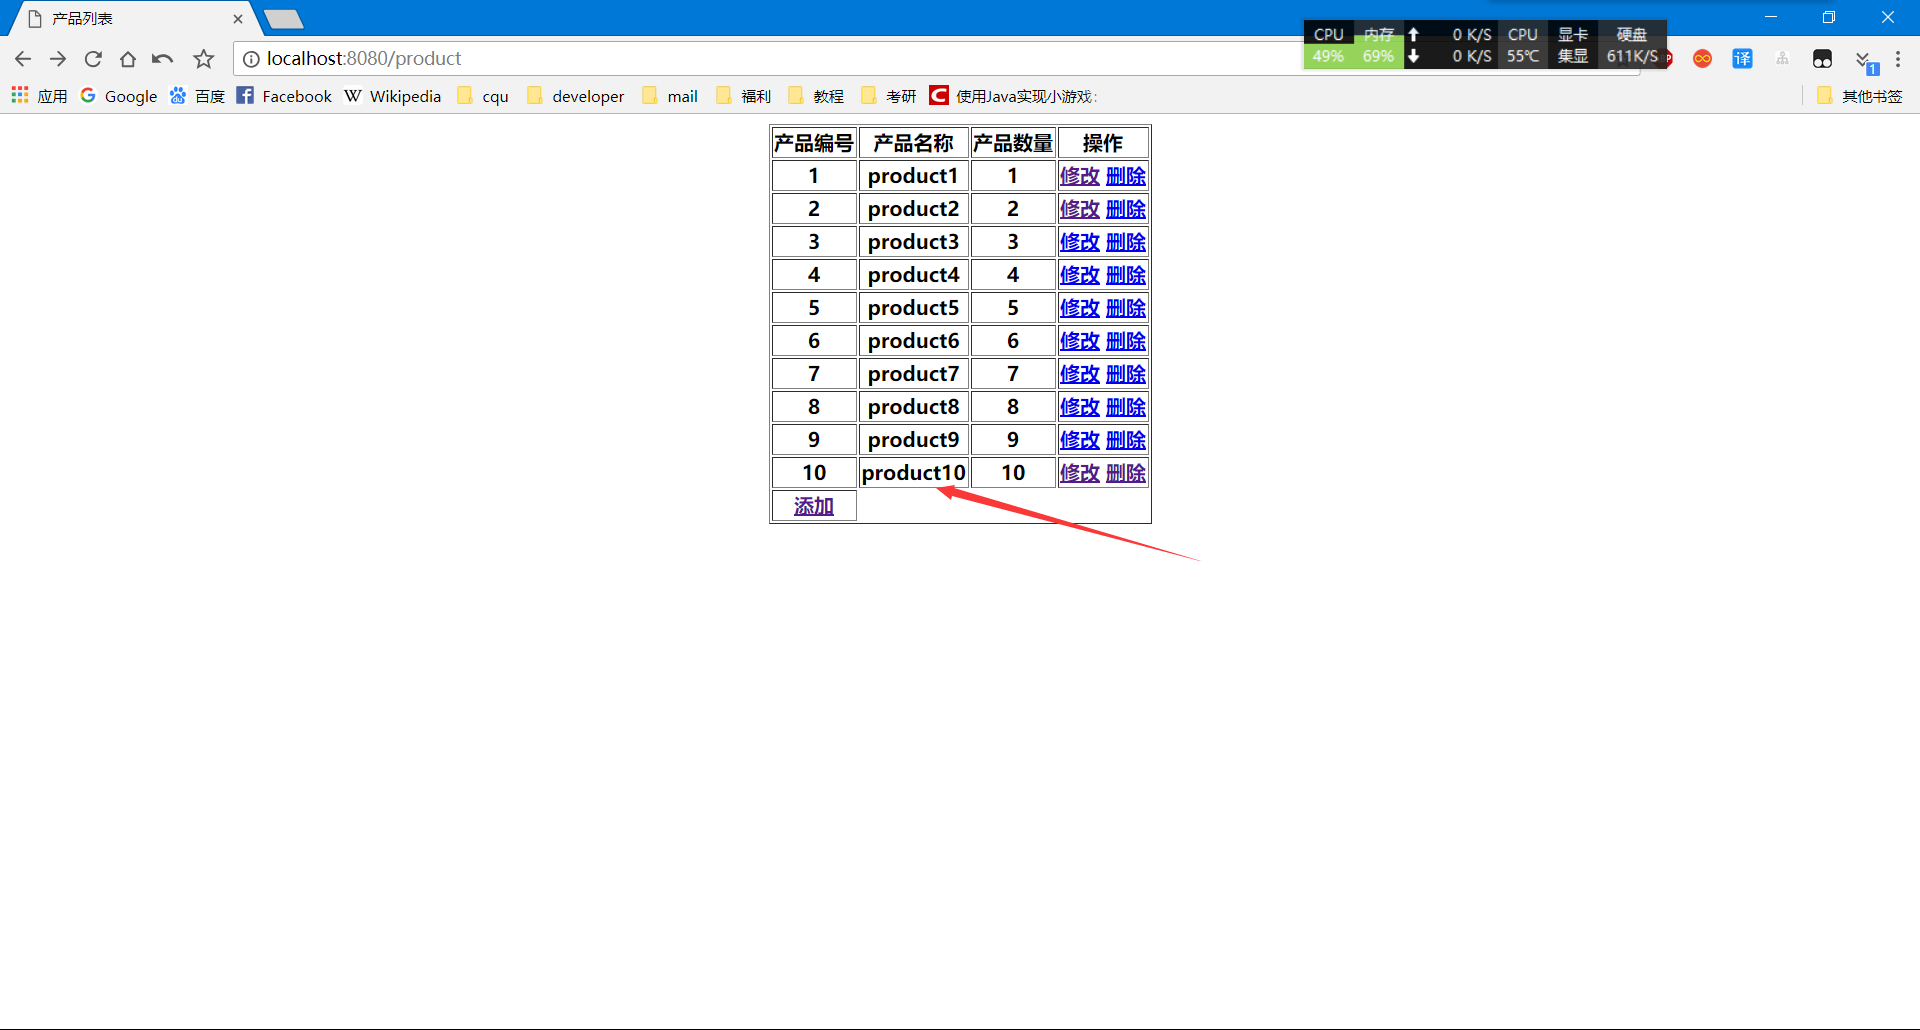 产品列表
localhost:8080/product
CPU 内存 0 K/S CPU 显卡 硬盘
49% 69% 0 K/S 55℃ 集显 611K/S
译
1
应用 Google 百度 Facebook Wikipedia cqu developer mail 福利 教程 考研 使用Java实现小游戏: 其他书签
产品编号 产品名称 产品数量 操作
1 product1 1 修改 删除
2 product2 2 修改 删除
3 product3 3 修改 删除
4 product4 4 修改 删除
5 product5 5 修改 删除
6 product6 6 修改 删除
7 product7 7 修改 删除
8 product8 8 修改 删除
9 product9 9 修改 删除
10 product10 10 修改 删除
添加